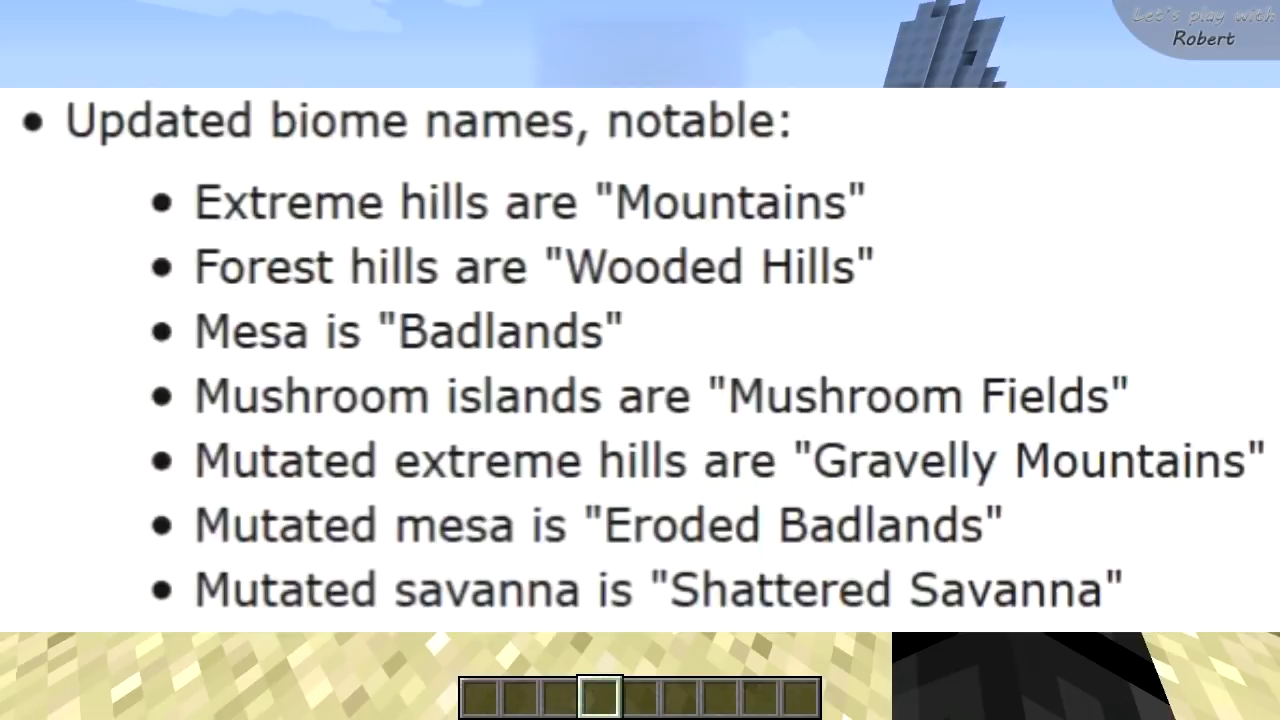 Let's play with
Robert
• Updated biome names, notable:
• Extreme hills are "Mountains"
• Forest hills are "Wooded Hills"
• Mesa is "Badlands"
• Mushroom islands are "Mushroom Fields"
• Mutated extreme hills are "Gravelly Mountains"
• Mutated mesa is "Eroded Badlands"
• Mutated savanna is "Shattered Savanna"